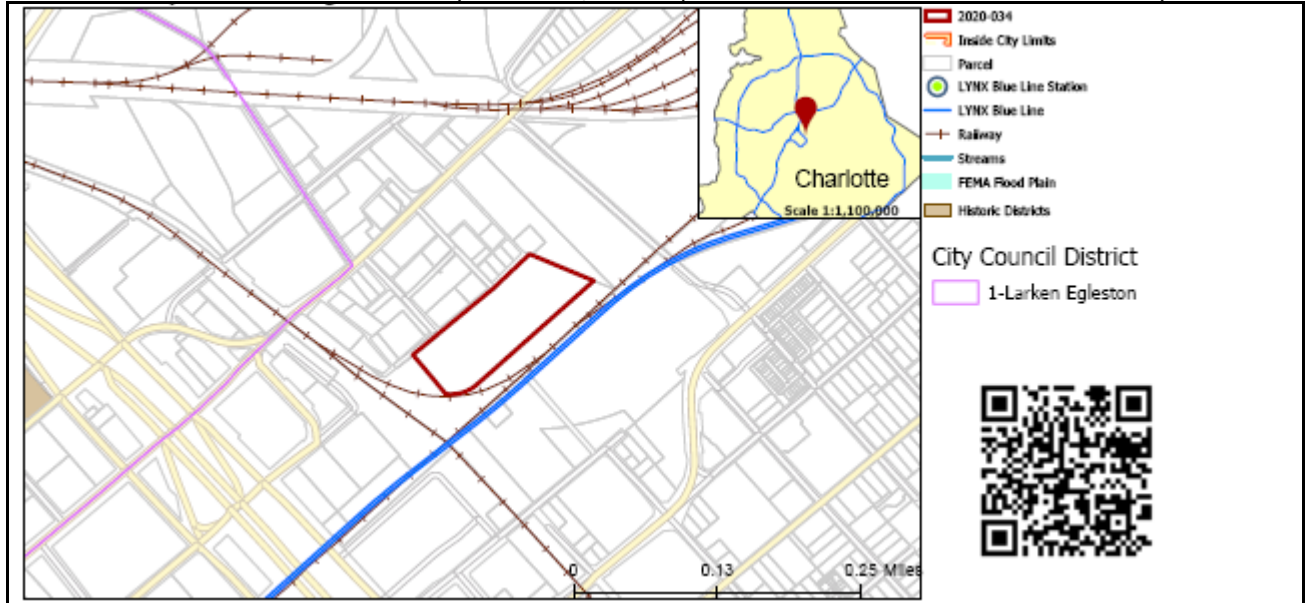 Charlotte
Scale 1:1,100,000
0 0.13 0.25 Miles
2020-034
Inside City Limits
Parcel
LYNX Blue Line Station
LYNX Blue Line
Railway
Streams
FEMA Flood Plain
Historic Districts
City Council District
1-Larken Egleston